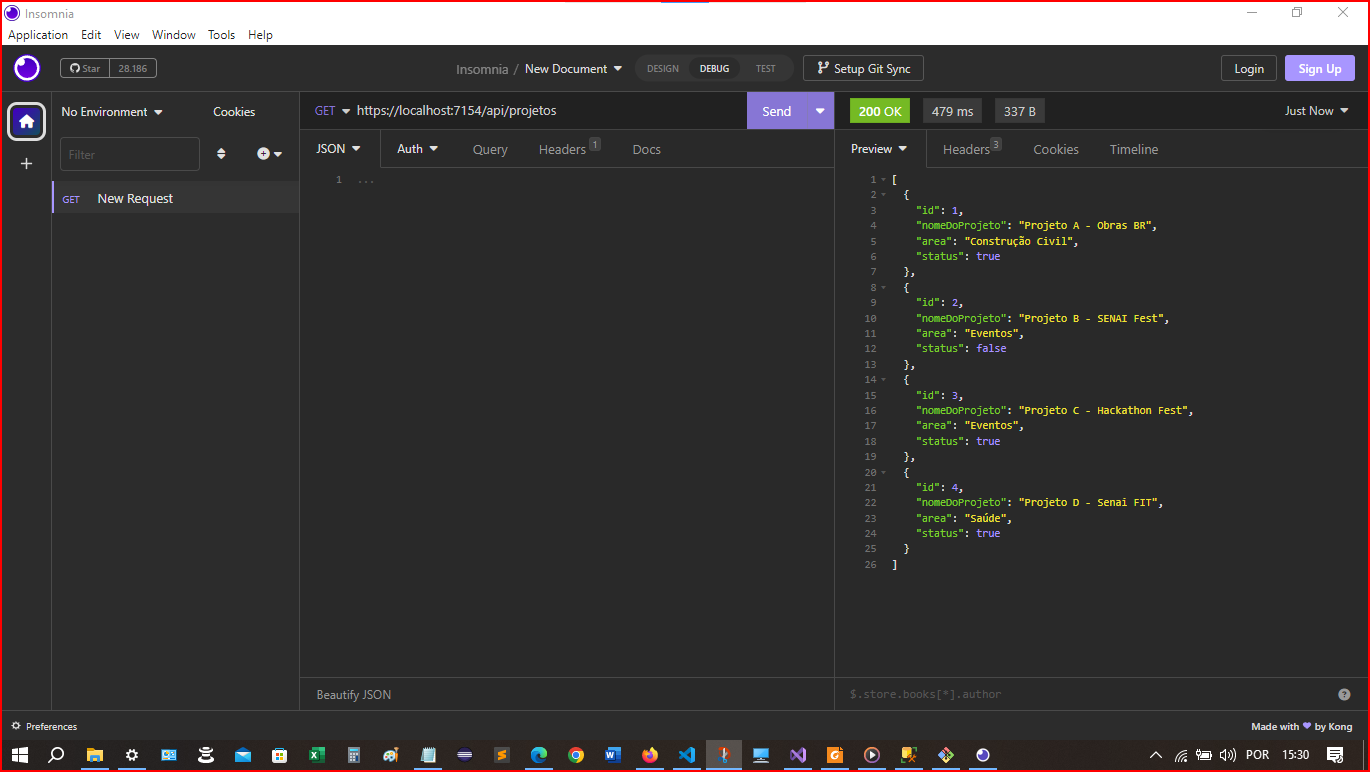 Insomnia
Application Edit View Window Tools Help
Star 28.186
Insomnia / New Document
DESIGN DEBUG TEST
Setup Git Sync
Login Sign Up
No Environment Cookies
Filter
GET New Request
GET https://localhost:7154/api/projetos Send
200 OK 479 ms 337 B Just Now
JSON Auth Query Headers 1 Docs
1 ...
Preview Headers 3 Cookies Timeline
1 [
2 {
3 "id": 1,
4 "nomeDoProjeto": "Projeto A - Obras BR",
5 "area": "Construção Civil",
6 "status": true
7 },
8 {
9 "id": 2,
10 "nomeDoProjeto": "Projeto B - SENAI Fest",
11 "area": "Eventos",
12 "status": false
13 },
14 {
15 "id": 3,
16 "nomeDoProjeto": "Projeto C - Hackathon Fest",
17 "area": "Eventos",
18 "status": true
19 },
20 {
21 "id": 4,
22 "nomeDoProjeto": "Projeto D - Senai FIT",
23 "area": "Saúde",
24 "status": true
25 }
26 ]
Beautify JSON
$.store.books[*].author
Preferences
Made with ♥ by Kong
POR 15:30